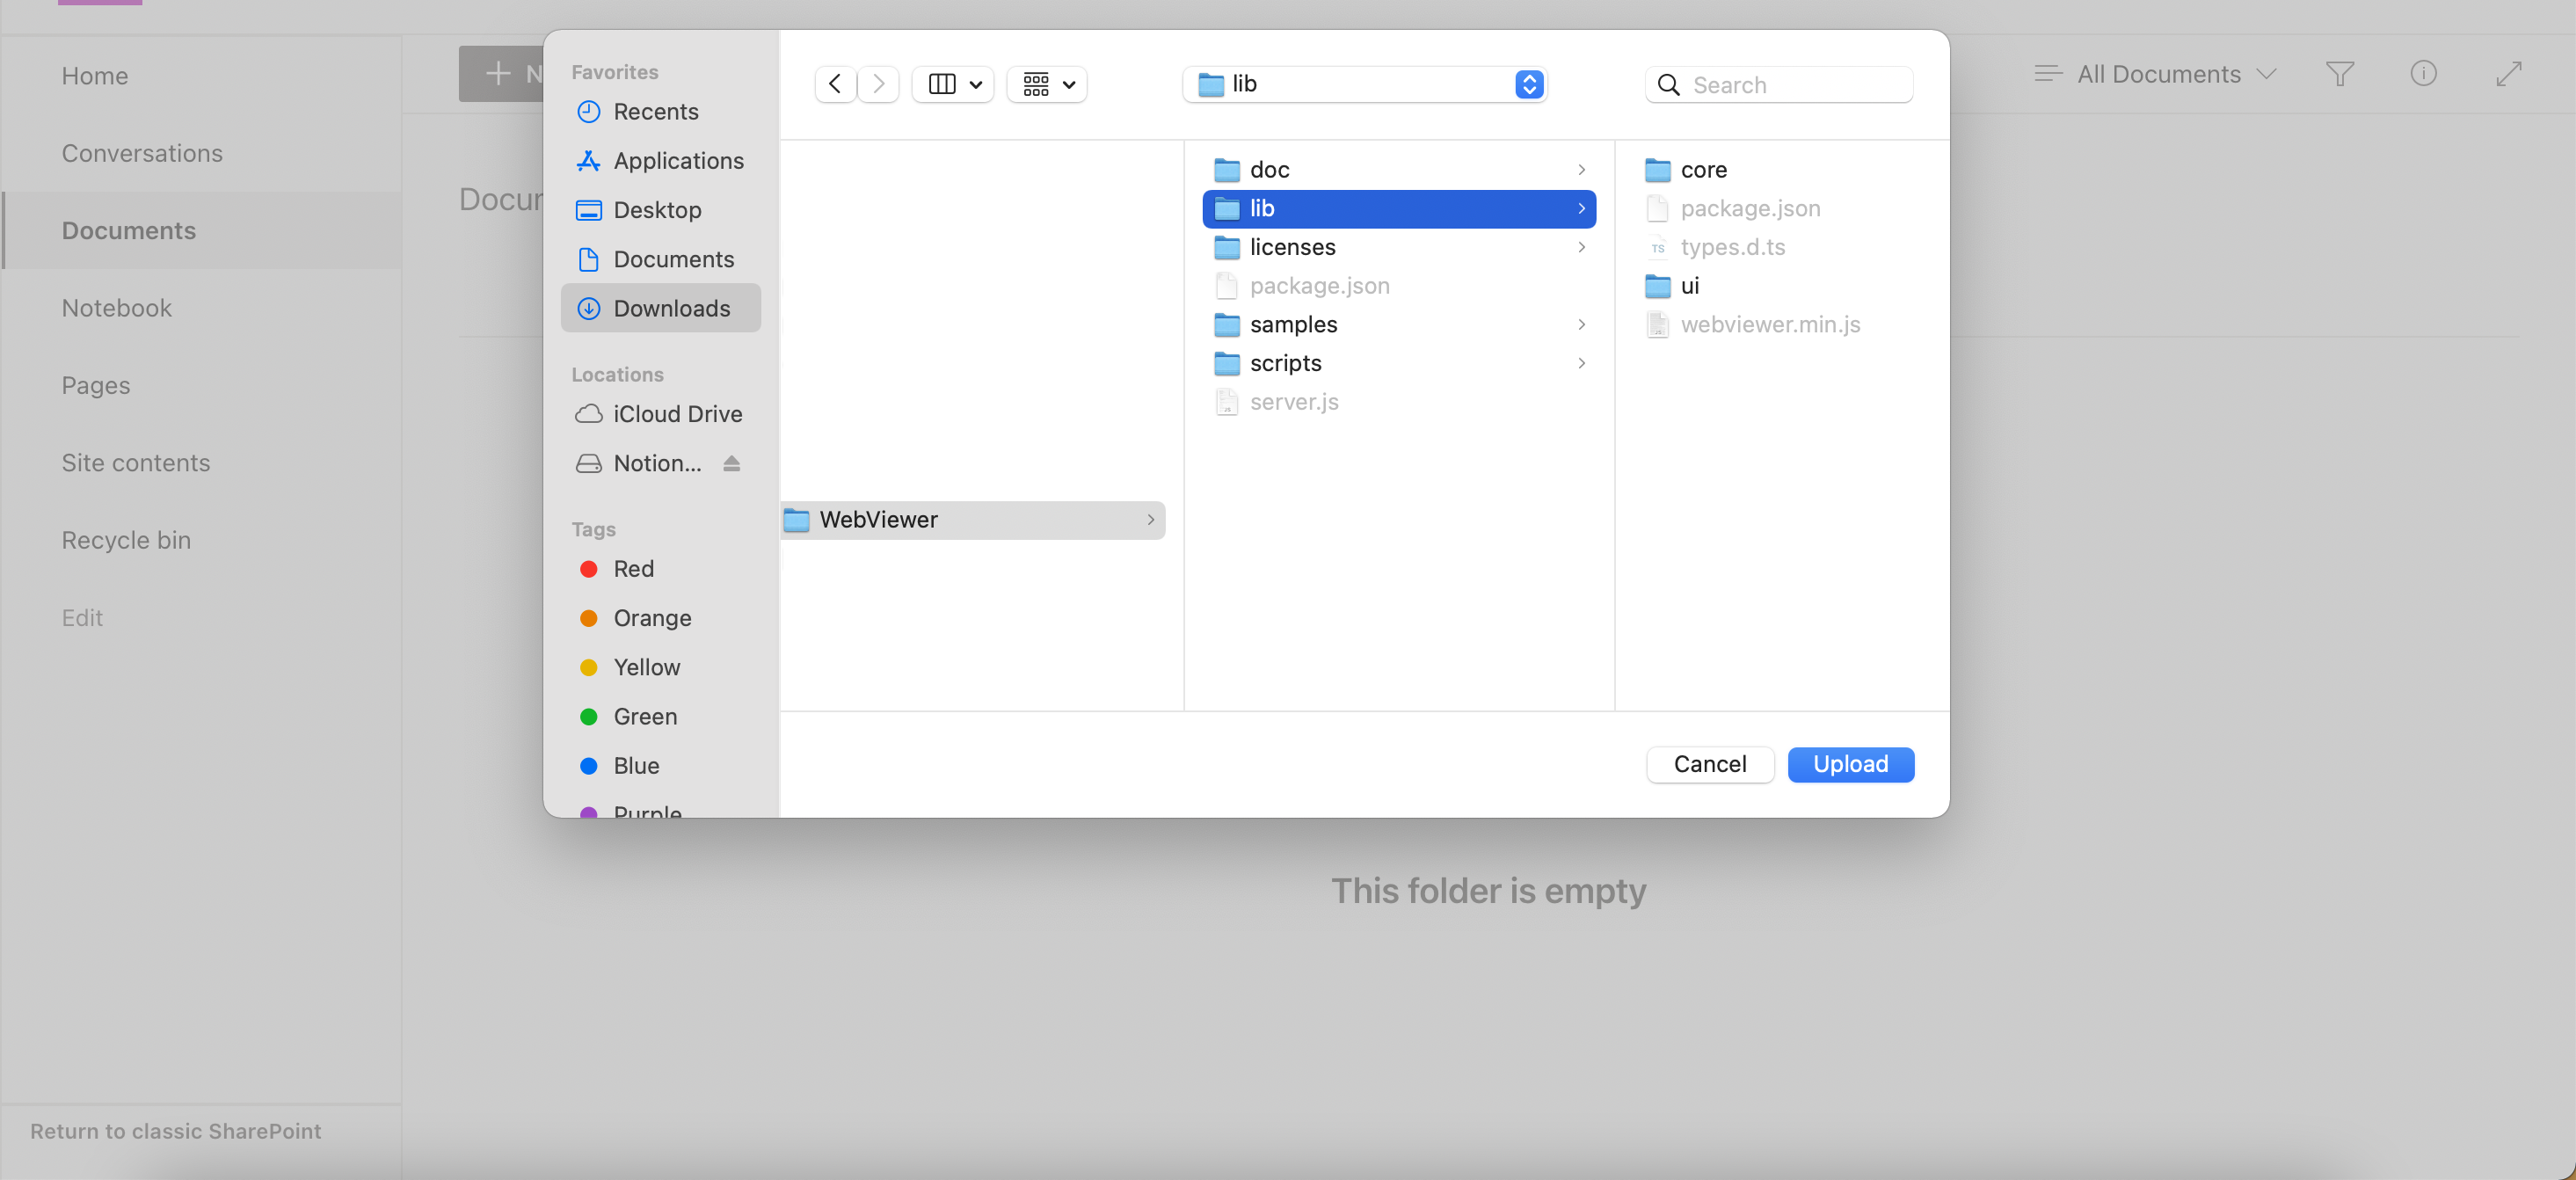 Home
Conversations
Documents
Notebook
Pages
Site contents
Recycle bin
Edit
Return to classic SharePoint
N
All Documents
Docur
This folder is empty
Favorites
Recents
Applications
Desktop
Documents
Downloads
Locations
iCloud Drive
Notion...
Tags
Red
Orange
Yellow
Green
Blue
Purple
lib
Search
WebViewer
doc
lib
licenses
package.json
samples
scripts
server.js
core
package.json
TS types.d.ts
ui
webviewer.min.js
Cancel
Upload